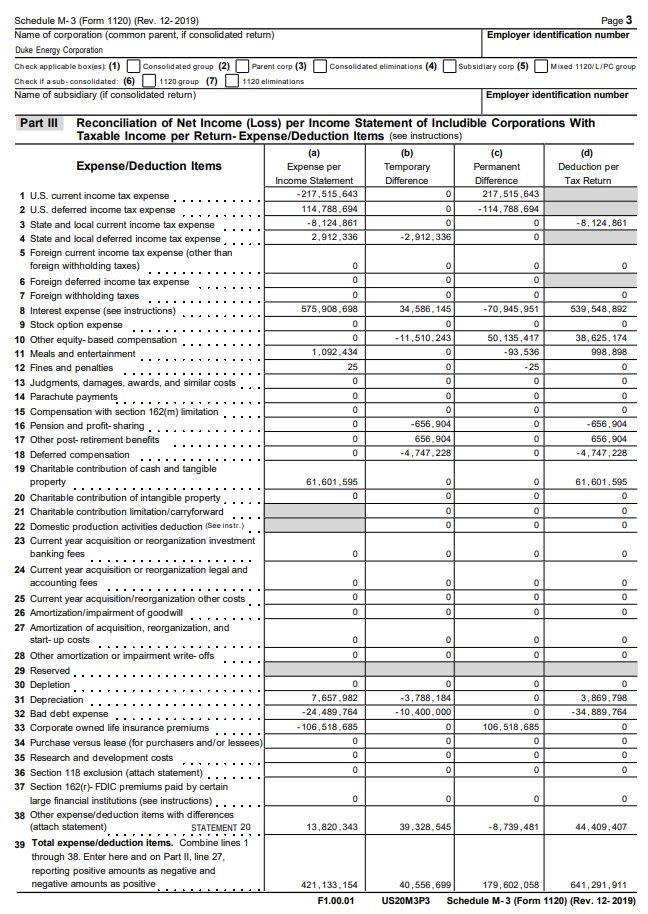 Schedule M-3 (Form 1120) (Rev. 12-2019) Page 3
Name of corporation (common parent, if consolidated return) Employer identification number
Duke Energy Corporation
Check applicable box(es): (1) Consolidated group (2) Parent corp (3) Consolidated eliminations (4) Subsidiary corp (5) Mixed 1120/L/PC group
Check if a sub-consolidated: (6) 1120 group (7) 1120 eliminations
Name of subsidiary (if consolidated return) Employer identification number
Part III Reconciliation of Net Income (Loss) per Income Statement of Includible Corporations With
Taxable Income per Return-Expense/Deduction Items (see instructions)
(a) (b) (c) (d)
Expense/Deduction Items Expense per Temporary Permanent Deduction per
Income Statement Difference Difference Tax Return
1 U.S. current income tax expense -217,515,643 0 217,515,643
2 U.S. deferred income tax expense 114,788,694 0 -114,788,694
3 State and local current income tax expense -8,124,861 0 0 -8,124,861
4 State and local deferred income tax expense 2,912,336 -2,912,336 0
5 Foreign current income tax expense (other than
foreign withholding taxes) 0 0 0 0
6 Foreign deferred income tax expense 0 0 0
7 Foreign withholding taxes 0 0 0 0
8 Interest expense (see instructions) 575,908,698 34,586,145 -70,945,951 539,548,892
9 Stock option expense 0 0 0 0
10 Other equity-based compensation 0 -11,510,243 50,135,417 38,625,174
11 Meals and entertainment 1,092,434 0 -93,536 998,898
12 Fines and penalties 25 0 -25 0
13 Judgments, damages, awards, and similar costs 0 0 0 0
14 Parachute payments 0 0 0 0
15 Compensation with section 162(m) limitation 0 0 0 0
16 Pension and profit-sharing 0 -656,904 0 -656,904
17 Other post-retirement benefits 0 656,904 0 656,904
18 Deferred compensation 0 -4,747,228 0 -4,747,228
19 Charitable contribution of cash and tangible
property 61,601,595 0 0 61,601,595
20 Charitable contribution of intangible property 0 0 0 0
21 Charitable contribution limitation/carryforward 0 0 0
22 Domestic production activities deduction (See instr.) 0 0 0
23 Current year acquisition or reorganization investment
banking fees 0 0 0 0
24 Current year acquisition or reorganization legal and
accounting fees 0 0 0 0
25 Current year acquisition/reorganization other costs 0 0 0 0
26 Amortization/impairment of goodwill 0 0 0 0
27 Amortization of acquisition, reorganization, and
start-up costs 0 0 0 0
28 Other amortization or impairment write-offs 0 0 0 0
29 Reserved
30 Depletion 0 0 0 0
31 Depreciation 7,657,982 -3,788,184 0 3,869,798
32 Bad debt expense -24,489,764 -10,400,000 0 -34,889,764
33 Corporate owned life insurance premiums -106,518,685 0 106,518,685 0
34 Purchase versus lease (for purchasers and/or lessees) 0 0 0 0
35 Research and development costs 0 0 0 0
36 Section 118 exclusion (attach statement) 0 0 0 0
37 Section 162(r)-FDIC premiums paid by certain
large financial institutions (see instructions) 0 0 0 0
38 Other expense/deduction items with differences
(attach statement) STATEMENT 20 13,820,343 39,328,545 -8,739,481 44,409,407
39 Total expense/deduction items. Combine lines 1
through 38. Enter here and on Part II, line 27,
reporting positive amounts as negative and
negative amounts as positive 421,133,154 40,556,699 179,602,058 641,291,911
F1.00.01 US20M3P3 Schedule M-3 (Form 1120) (Rev. 12-2019)